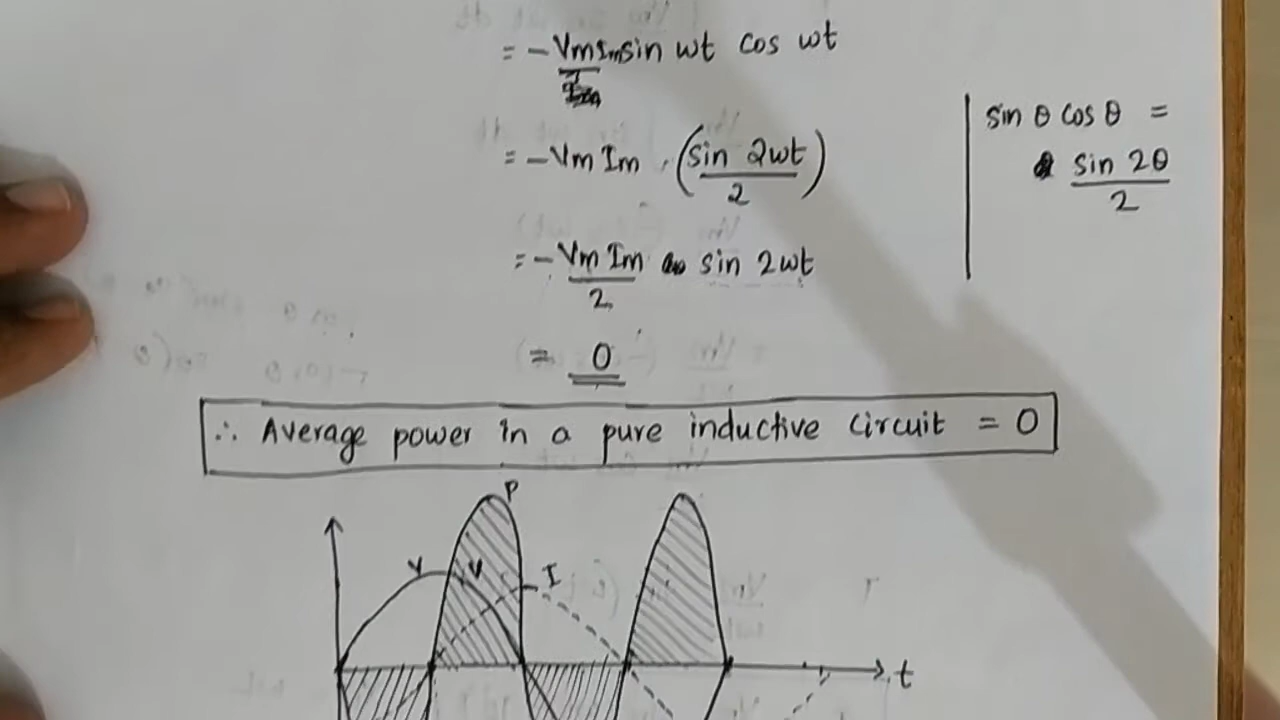 = - Vm Im sin wt cos wt
= - Vm Im . (sin 2wt / 2)
= - Vm Im / 2 sin 2wt
= 0
sin θ cos θ =
sin 2θ / 2
∴ Average power in a pure inductive circuit = 0
P
V V I
t